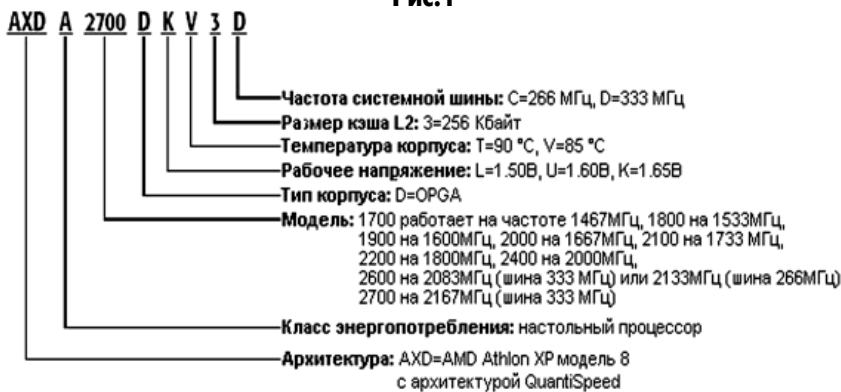 Рис. 1
AXD A 2700 D K V 3 D
Частота системной шины: C=266 МГц, D=333 МГц
Размер кэша L2: 3=256 Кбайт
Температура корпуса: T=90 °C, V=85 °C
Рабочее напряжение: L=1.50В, U=1.60В, K=1.65В
Тип корпуса: D=OPGA
Модель: 1700 работает на частоте 1467МГц, 1800 на 1533МГц,
1900 на 1600МГц, 2000 на 1667МГц, 2100 на 1733 МГц,
2200 на 1800МГц, 2400 на 2000МГц,
2600 на 2083МГц (шина 333 МГц) или 2133МГц (шина 266МГц)
2700 на 2167МГц (шина 333 МГц)
Класс энергопотребления: настольный процессор
Архитектура: AXD=AMD Athlon XP модель 8
с архитектурой QuantiSpeed